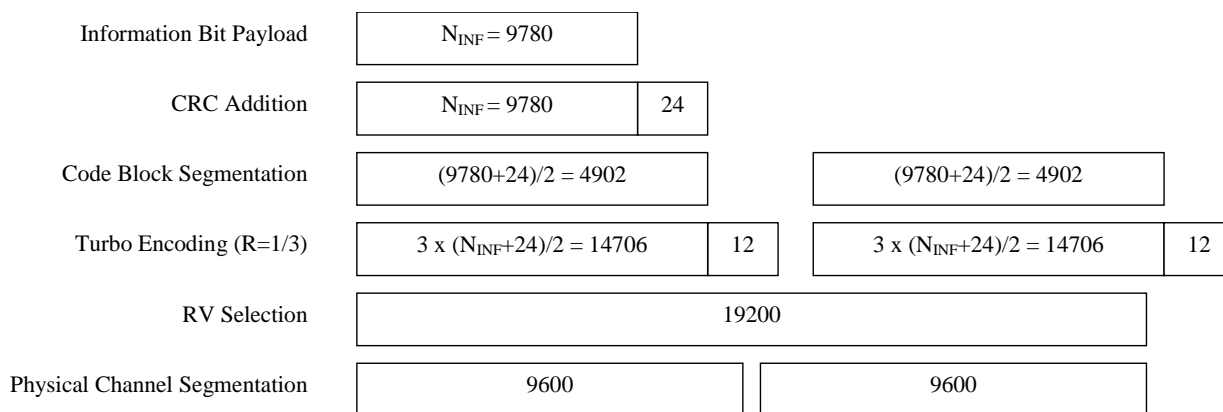 Information Bit Payload N_INF = 9780
CRC Addition N_INF = 9780 24
Code Block Segmentation (9780+24)/2 = 4902 (9780+24)/2 = 4902
Turbo Encoding (R=1/3) 3 x (N_INF+24)/2 = 14706 12 3 x (N_INF+24)/2 = 14706 12
RV Selection 19200
Physical Channel Segmentation 9600 9600